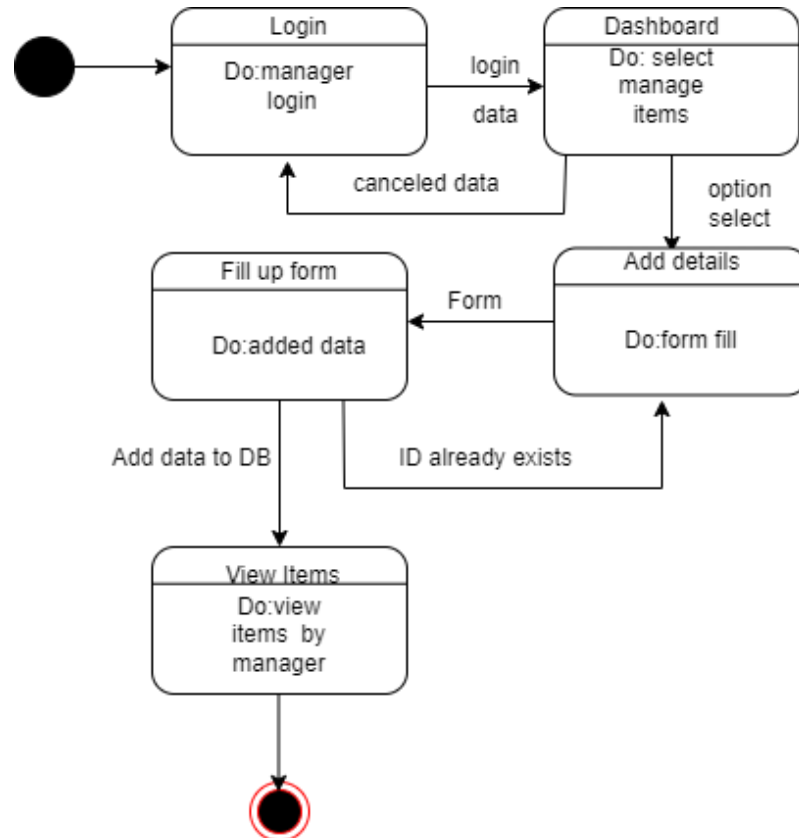 Login
Do:manager
login
login
data
Dashboard
Do: select
manage
items
canceled data
option
select
Fill up form
Do:added data
Form
Add details
Do:form fill
Add data to DB
ID already exists
View Items
Do:view
items by
manager